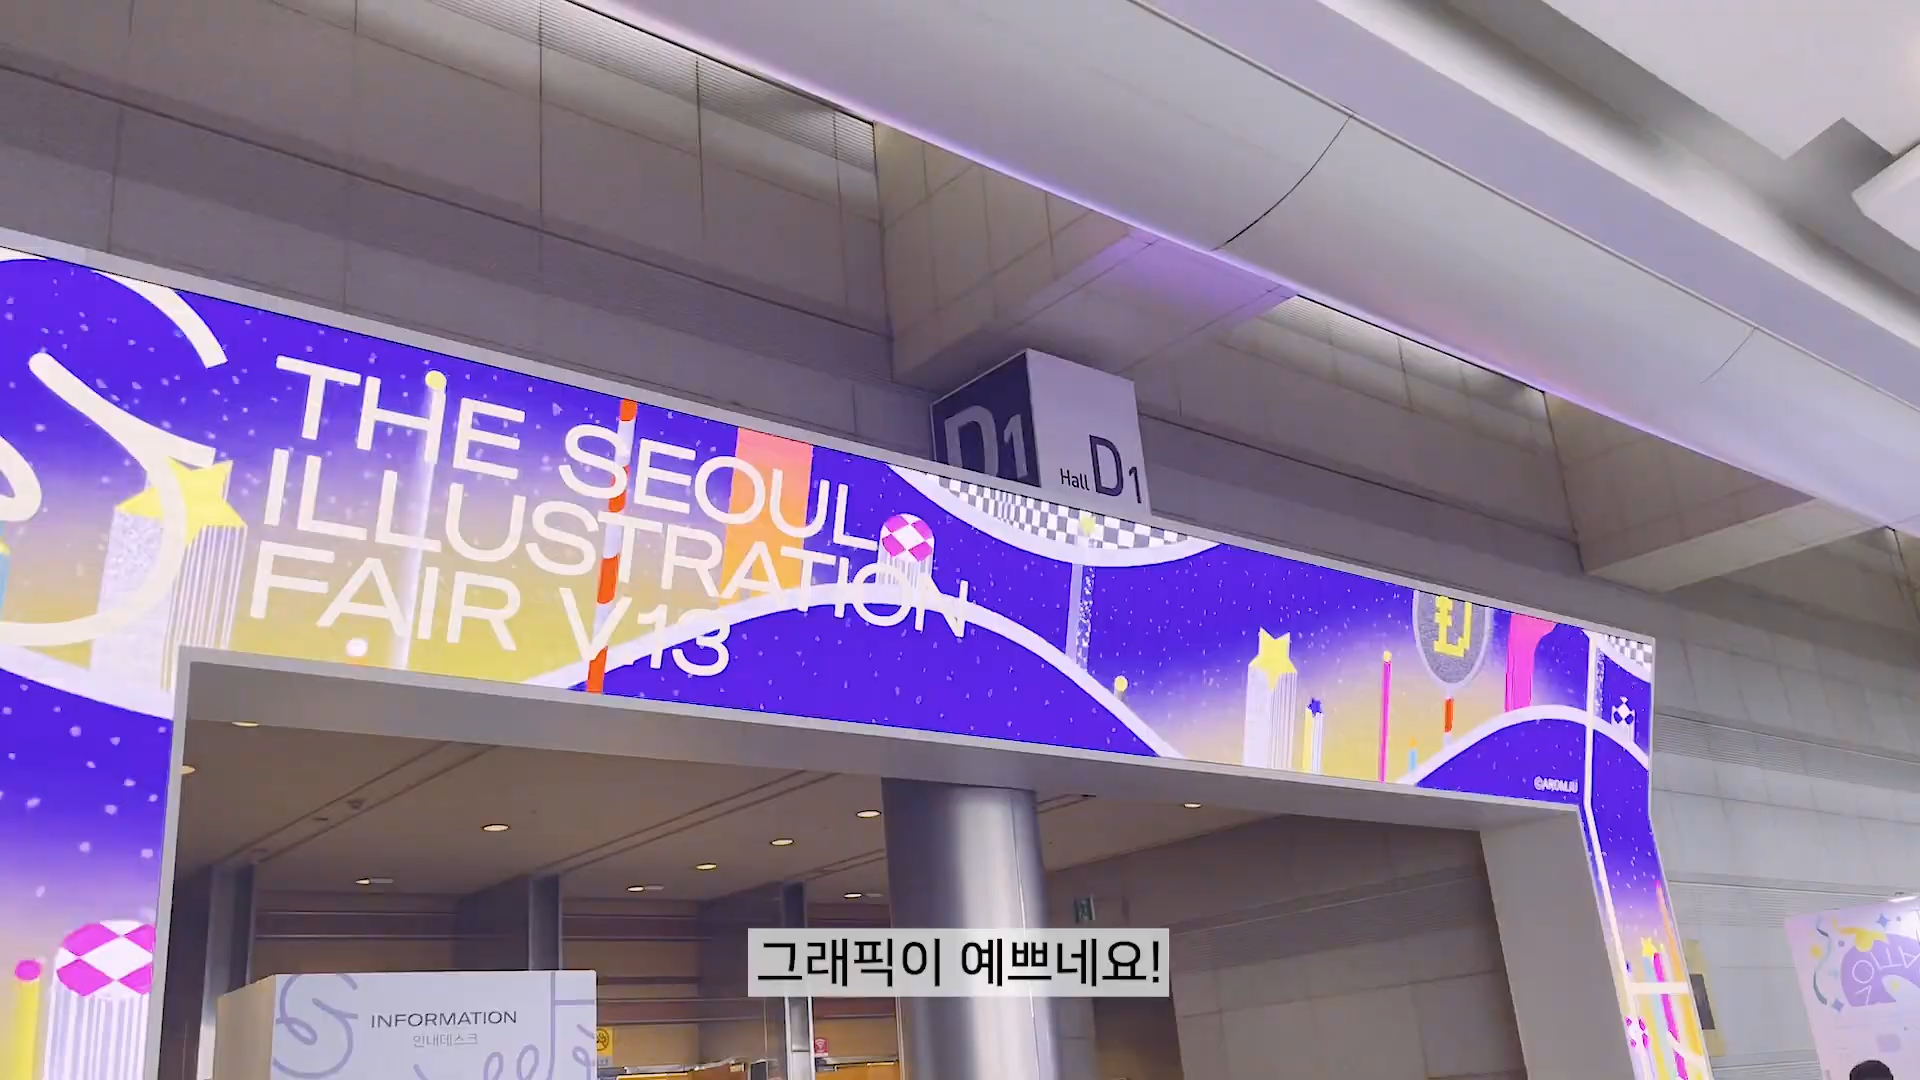 THE SEOUL
ILLUSTRATION
FAIR V.13
D1
Hall D1
©AROMJU
INFORMATION
안내데스크
그래픽이 예쁘네요!